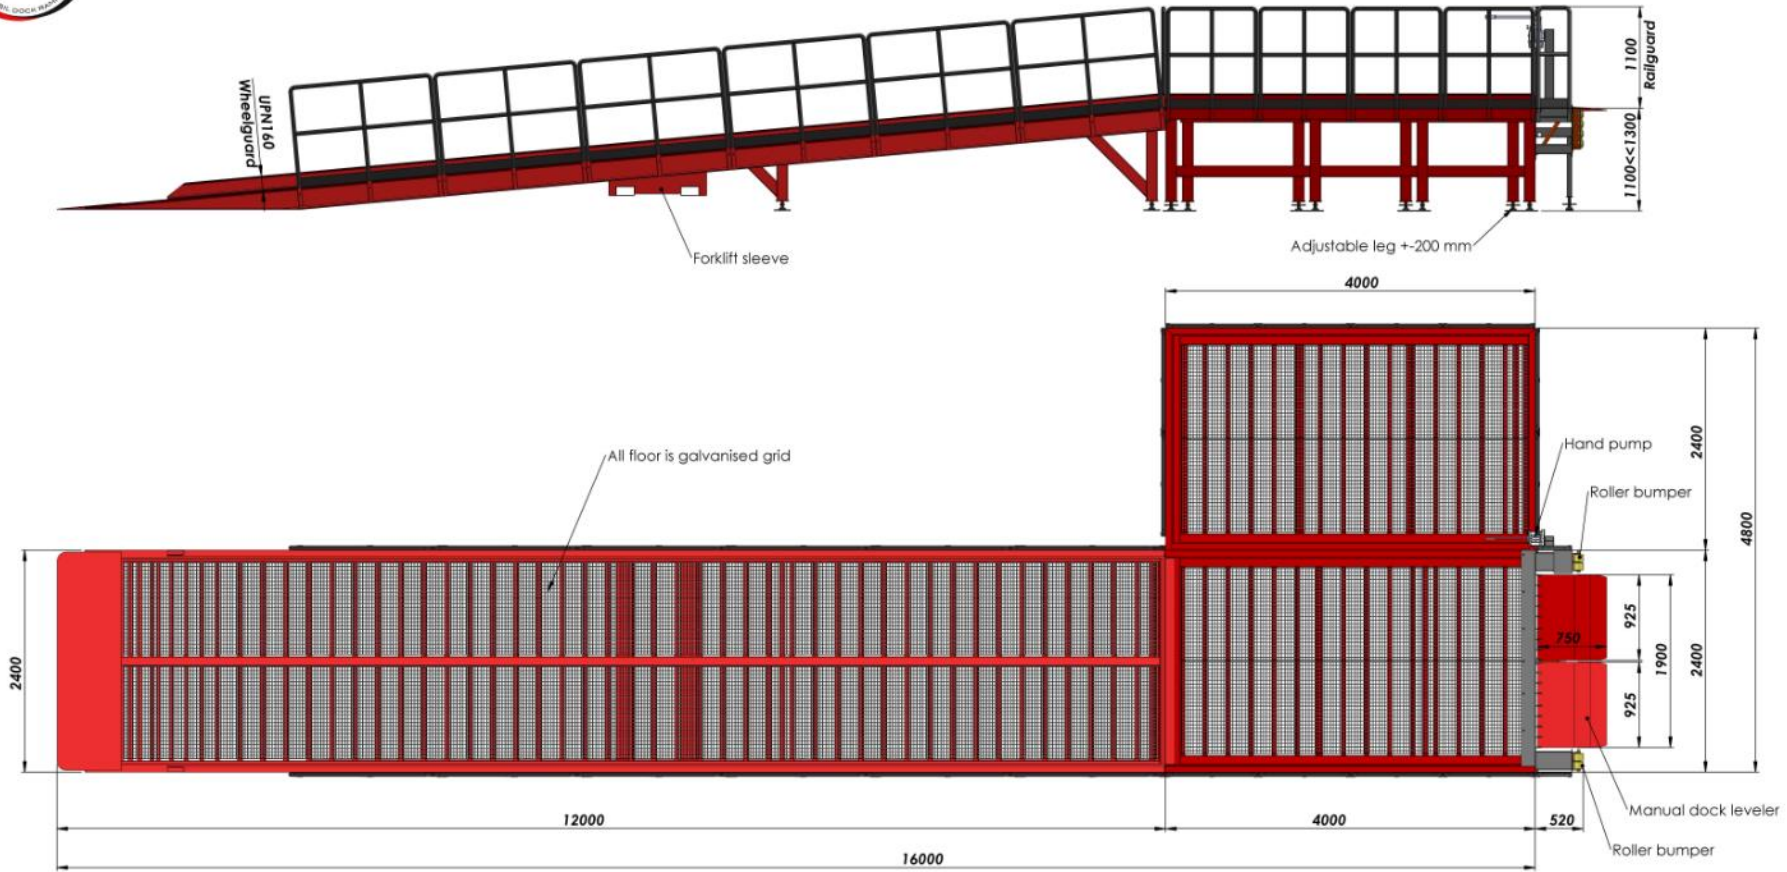 DOCK RAM
UPN160
Wheelguard
1100
Railguard
1100<<1300
Forklift sleeve
Adjustable leg +-200 mm
4000
All floor is galvanised grid
Hand pump
Roller bumper
2400
4800
2400
925
750
1900
2400
925
Manual dock leveler
12000
4000
520
Roller bumper
16000